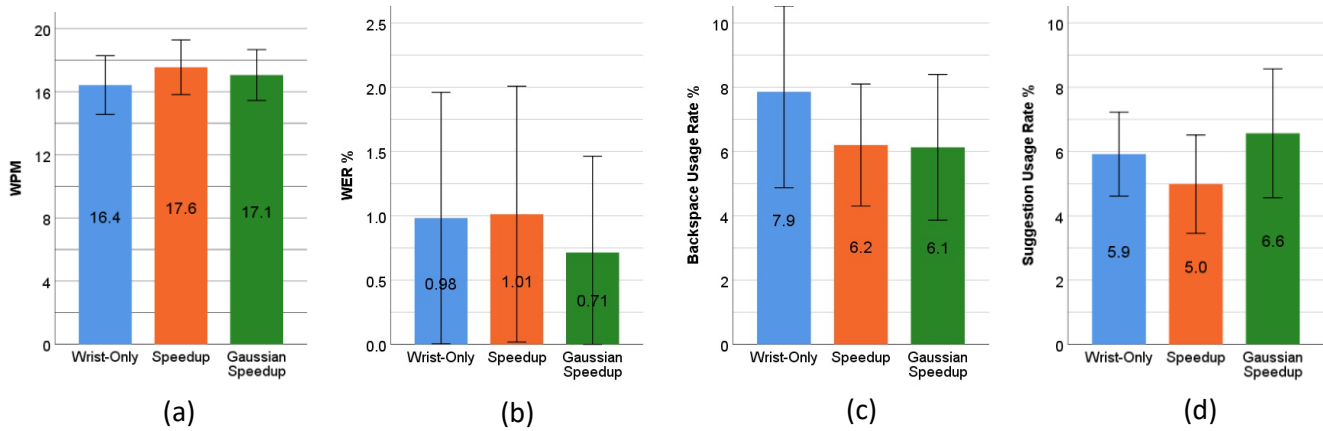 WPM
20
16
12
8
4
0
16.4
17.6
17.1
Wrist-Only
Speedup
Gaussian
Speedup
(a)
WER %
2.5
2.0
1.5
1.0
0.5
0.0
0.98
1.01
0.71
Wrist-Only
Speedup
Gaussian
Speedup
(b)
Backspace Usage Rate %
10
8
6
4
2
0
7.9
6.2
6.1
Wrist-Only
Speedup
Gaussian
Speedup
(c)
Suggestion Usage Rate %
10
8
6
4
2
0
5.9
5.0
6.6
Wrist-Only
Speedup
Gaussian
Speedup
(d)